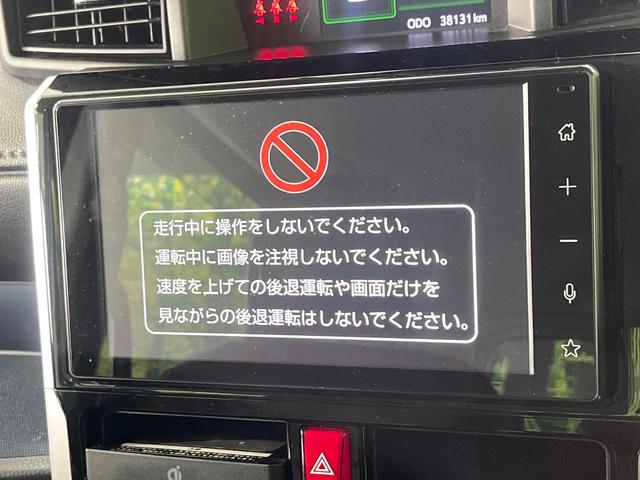 ODO 38131km
走行中に操作をしないでください。
運転中に画像を注視しないでください。
速度を上げての後退運転や画面だけを
見ながらの後退運転はしないでください。